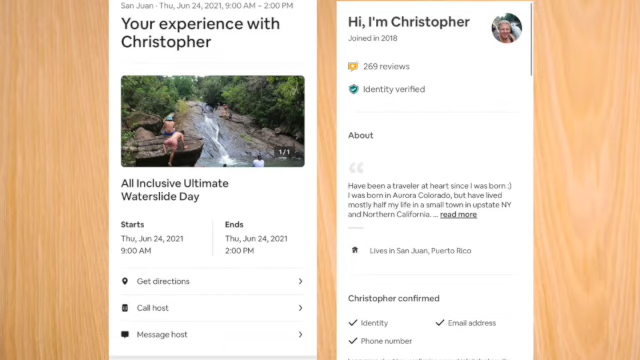 San Juan · Thu, Jun 24, 2021, 9:00 AM – 2:00 PM
Your experience with
Christopher
1/1
All Inclusive Ultimate
Waterslide Day
Starts
Thu, Jun 24, 2021
9:00 AM
Ends
Thu, Jun 24, 2021
2:00 PM
Get directions
Call host
Message host
Hi, I'm Christopher
Joined in 2018
269 reviews
Identity verified
About
Have been a traveler at heart since I was born :)
I was born in Aurora Colorado, but have lived
mostly half my life in a small town in upstate NY
and Northern California. ... read more
Lives in San Juan, Puerto Rico
Christopher confirmed
Identity
Email address
Phone number